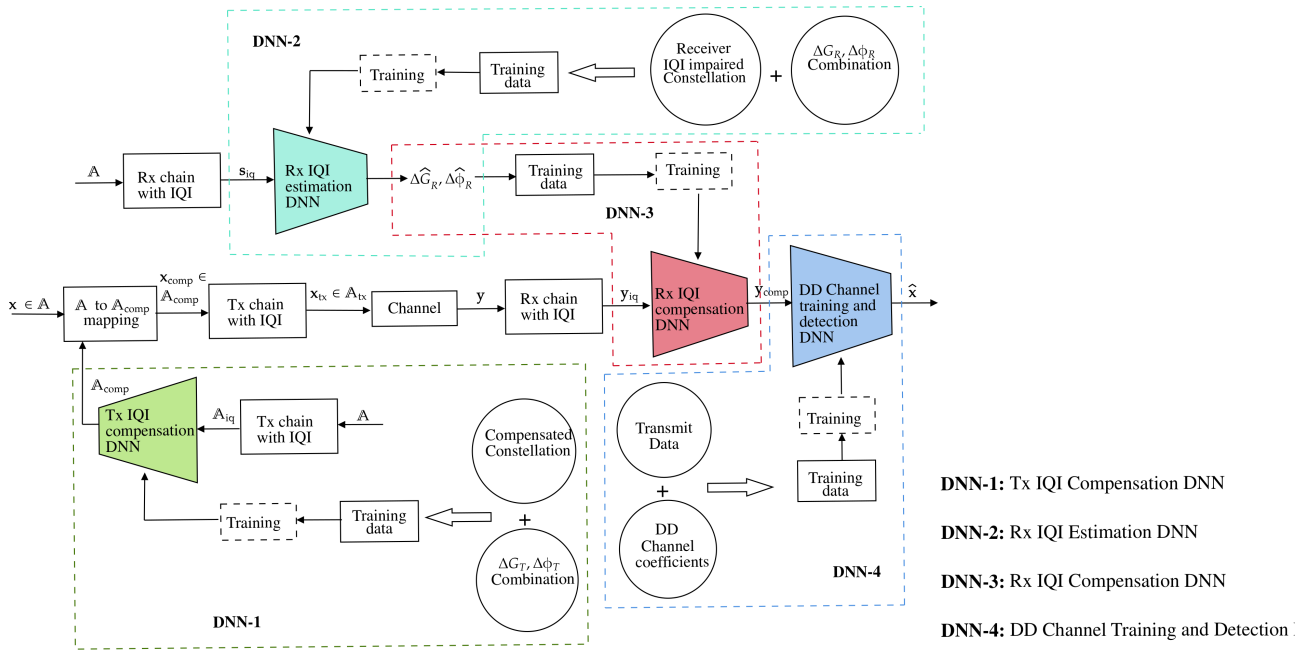 DNN-2
Receiver
IQI impaired
Constellation
+
ΔG_R, Δϕ_R
Combination
Training
data
Training
𝔸
Rx chain
with IQI
s_iq
Rx IQI
estimation
DNN
ΔĜ_R, Δϕ̂_R
Training
data
Training
DNN-3
x ∈ 𝔸
𝔸 to 𝔸_comp
mapping
x_comp ∈
𝔸_comp
Tx chain
with IQI
x_tx ∈ 𝔸_tx
Channel
y
Rx chain
with IQI
y_iq
Rx IQI
compensation
DNN
y_comp
DD Channel
training and
detection
DNN
x̂
𝔸_comp
Tx IQI
compensation
DNN
𝔸_iq
Tx chain
with IQI
𝔸
Compensated
Constellation
+
ΔG_T, Δϕ_T
Combination
Training
data
Training
DNN-1
Transmit
Data
+
DD
Channel
coefficients
Training
Training
data
DNN-4
DNN-1: Tx IQI Compensation DNN
DNN-2: Rx IQI Estimation DNN
DNN-3: Rx IQI Compensation DNN
DNN-4: DD Channel Training and Detection